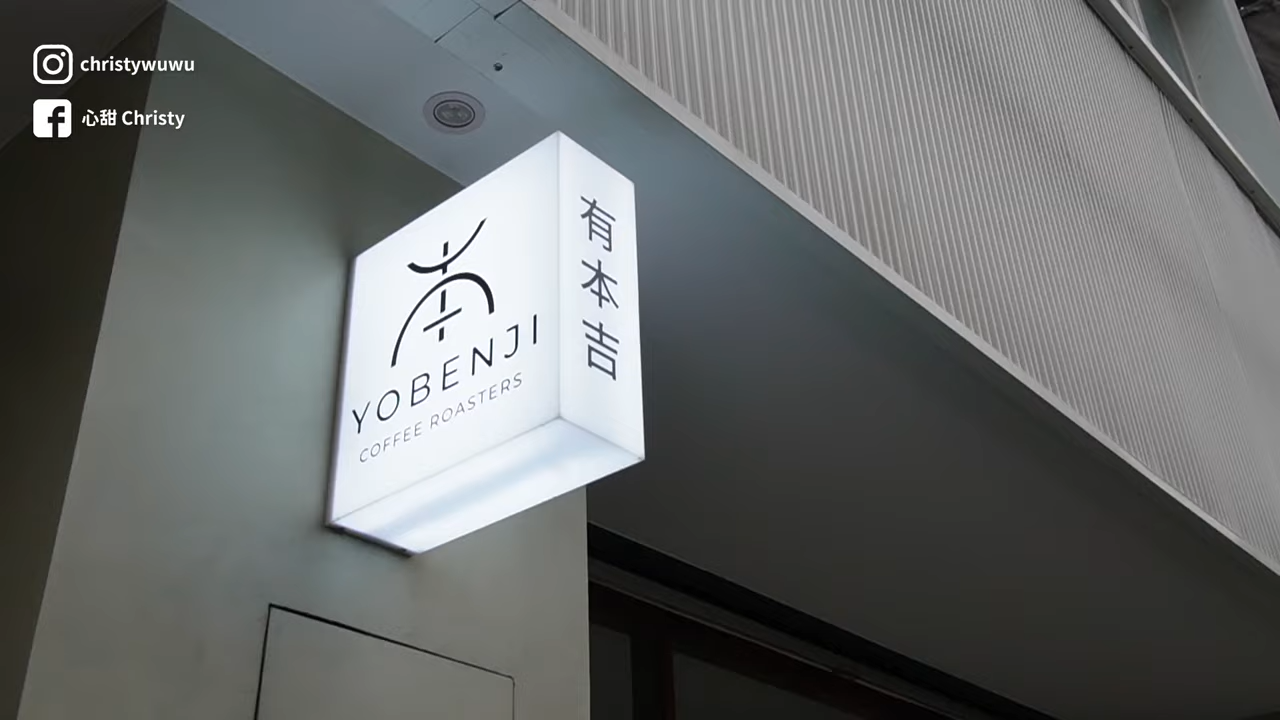 christywuwu
心甜 Christy
YOBENJI
COFFEE ROASTERS
有本吉